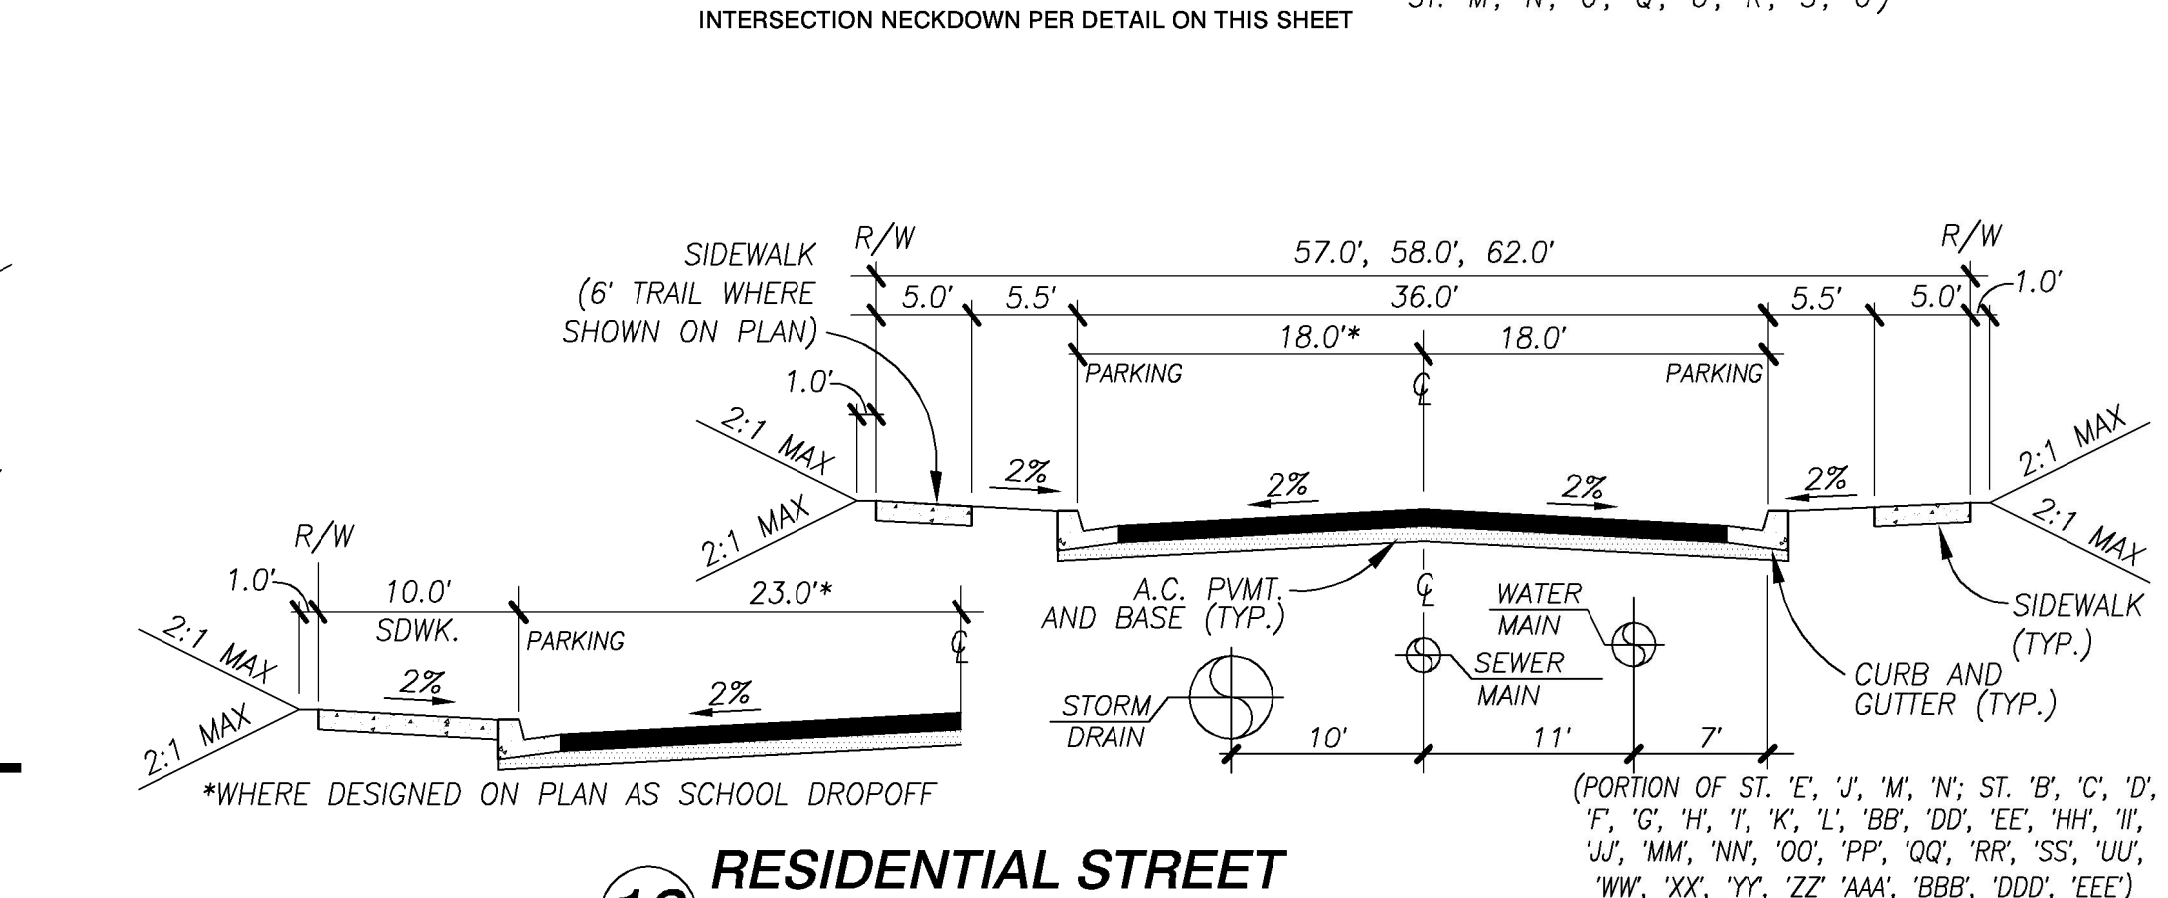 INTERSECTION NECKDOWN PER DETAIL ON THIS SHEET
R/W
SIDEWALK
(6' TRAIL WHERE
SHOWN ON PLAN)
57.0', 58.0', 62.0'
R/W
5.0' 5.5' 36.0' 5.5' 5.0' 1.0'
18.0'* 18.0'
PARKING PARKING
1.0'
℄
2:1 MAX
2:1 MAX
2% 2% 2% 2%
2:1 MAX
2:1 MAX
A.C. PVMT.
AND BASE (TYP.)
℄
WATER
MAIN
SEWER
MAIN
STORM
DRAIN
10' 11' 7'
SIDEWALK
(TYP.)
CURB AND
GUTTER (TYP.)
R/W
1.0' 10.0' 23.0'*
SDWK. PARKING ℄
2:1 MAX
2:1 MAX
2% 2%
*WHERE DESIGNED ON PLAN AS SCHOOL DROPOFF
(PORTION OF ST. 'E', 'J', 'M', 'N'; ST. 'B', 'C', 'D',
'F', 'G', 'H', 'I', 'K', 'L', 'BB', 'DD', 'EE', 'HH', 'II',
'JJ', 'MM', 'NN', 'OO', 'PP', 'QQ', 'RR', 'SS', 'UU',
'WW', 'XX', 'YY', 'ZZ' 'AAA', 'BBB', 'DDD', 'EEE')
RESIDENTIAL STREET